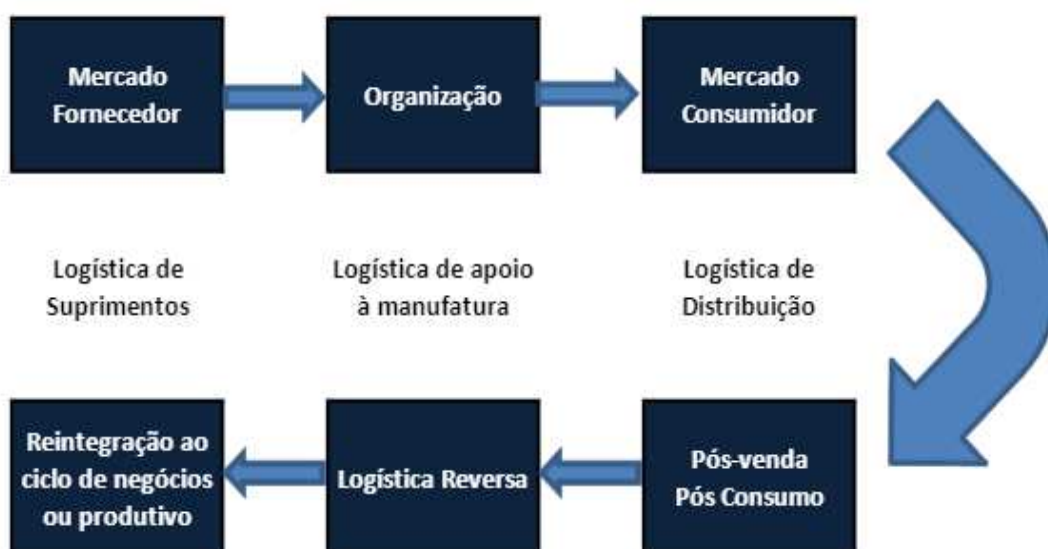 Mercado
Fornecedor
Organização
Mercado
Consumidor
Logística de
Suprimentos
Logística de apoio
à manufatura
Logística de
Distribuição
Reintegração ao
ciclo de negócios
ou produtivo
Logística Reversa
Pós-venda
Pós Consumo